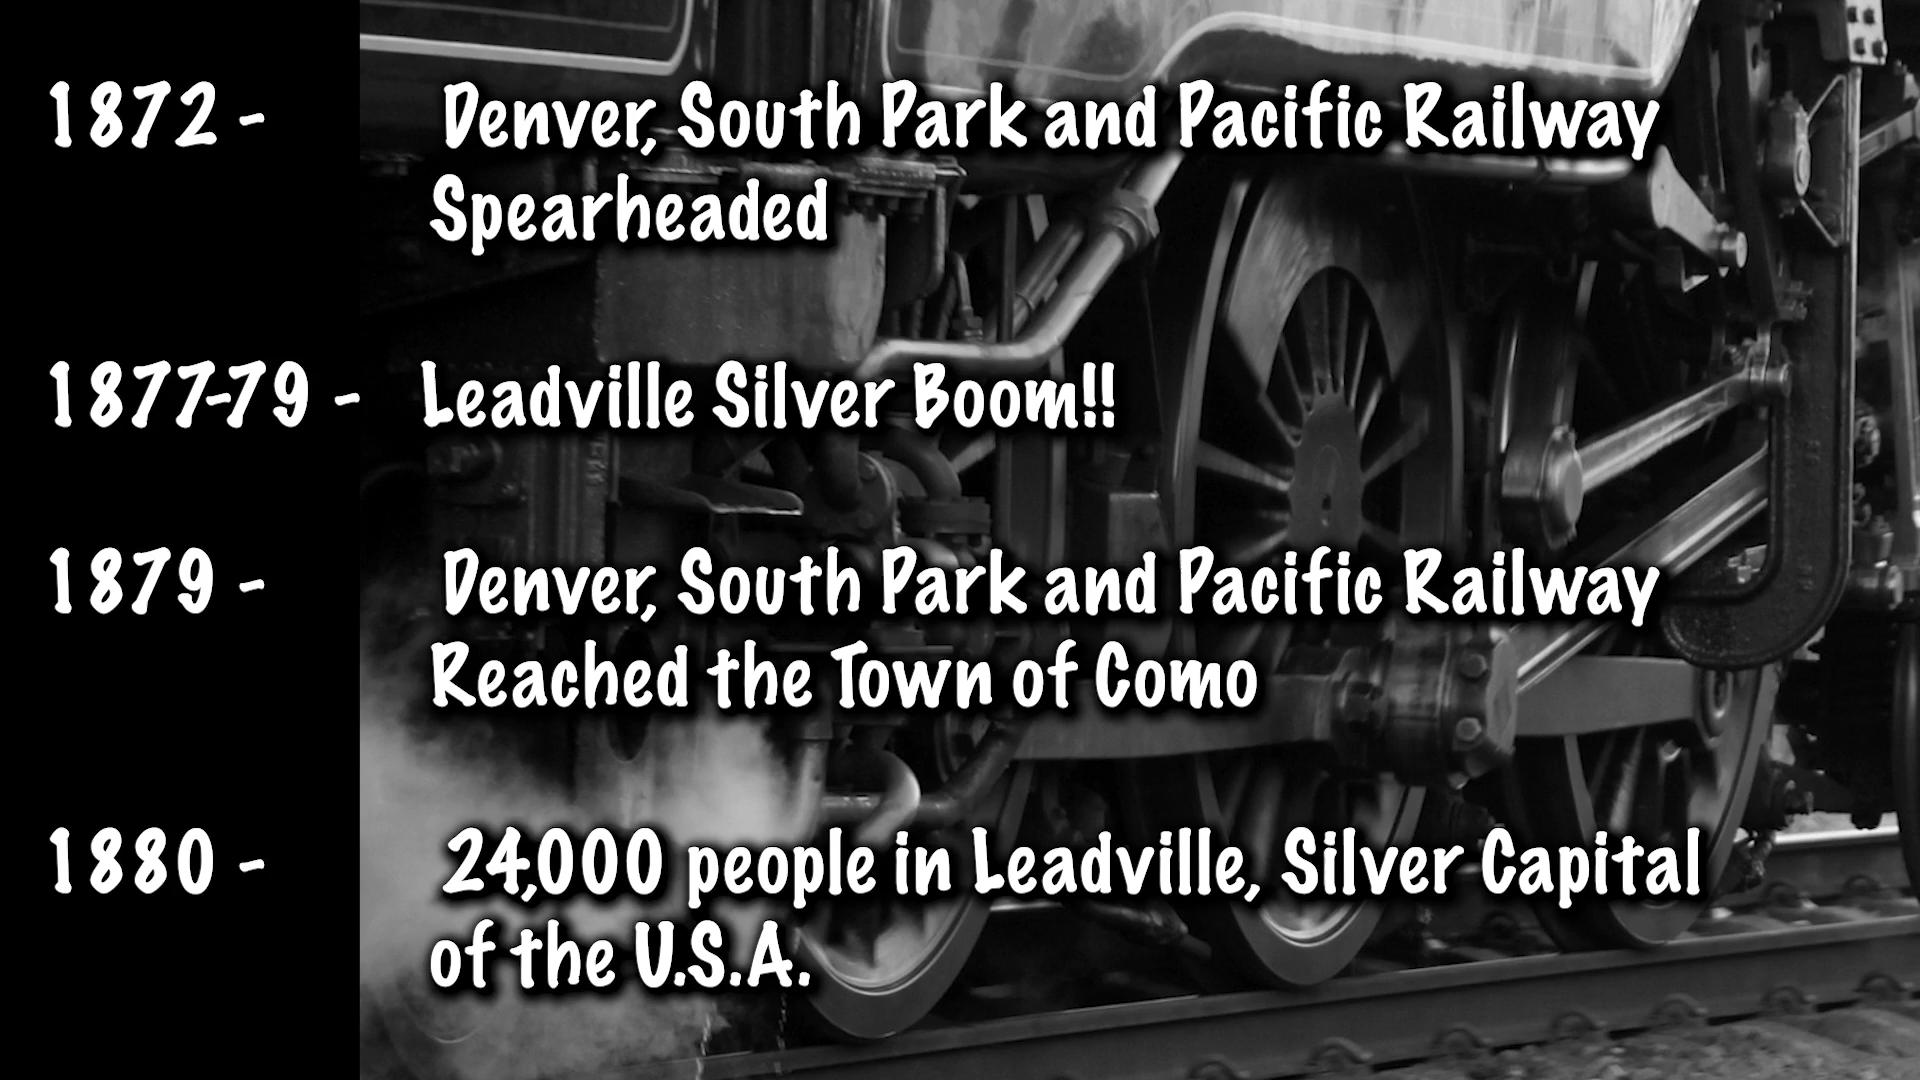 1872 - Denver, South Park and Pacific Railway
Spearheaded
1877-79 - Leadville Silver Boom!!
1879 - Denver, South Park and Pacific Railway
Reached the Town of Como
1880 - 24,000 people in Leadville, Silver Capital
of the U.S.A.